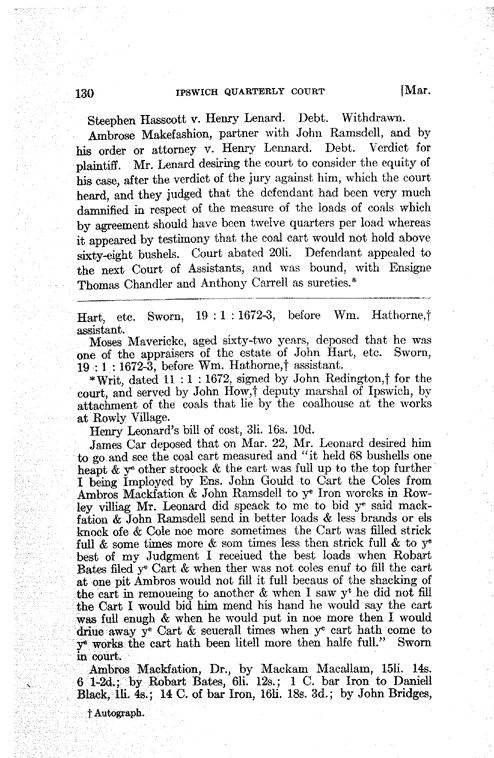 130 IPSWICH QUARTERLY COURT [Mar.
Steephen Hasscott v. Henry Lenard. Debt. Withdrawn.
Ambrose Makefashion, partner with John Ramsdell, and by
his order or attorney v. Henry Lennard. Debt. Verdict for
plaintiff. Mr. Lenard desiring the court to consider the equity of
his case, after the verdict of the jury against him, which the court
heard, and they judged that the defendant had been very much
damnified in respect of the measure of the loads of coals which
by agreement should have been twelve quarters per load whereas
it appeared by testimony that the coal cart would not hold above
sixty-eight bushels. Court abated 20li. Defendant appealed to
the next Court of Assistants, and was bound, with Ensigne
Thomas Chandler and Anthony Carrell as sureties.*
Hart, etc. Sworn, 19 : 1 : 1672-3, before Wm. Hathorne,†
assistant.
Moses Mavericke, aged sixty-two years, deposed that he was
one of the appraisers of the estate of John Hart, etc. Sworn,
19 : 1 : 1672-3, before Wm. Hathorne,† assistant.
*Writ, dated 11 : 1 : 1672, signed by John Redington,† for the
court, and served by John How,† deputy marshal of Ipswich, by
attachment of the coals that lie by the coalhouse at the works
at Rowly Village.
Henry Leonard's bill of cost, 3li. 16s. 10d.
James Car deposed that on Mar. 22, Mr. Leonard desired him
to go and see the coal cart measured and "it held 68 bushells one
heapt & yᵉ other stroock & the cart was full up to the top further
I being Imployed by Ens. John Gould to Cart the Coles from
Ambros Mackfation & John Ramsdell to yᵉ Iron worcks in Row-
ley villiag Mr. Leonard did speack to me to bid yᵉ said mack-
fation & John Ramsdell send in better loads & less brands or els
knock ofe & Cole noe more sometimes the Cart was filled strick
full & some times more & som times less then strick full & to yᵉ
best of my Judgment I receiued the best loads when Robart
Bates filed yᵉ Cart & when ther was not coles enuf to fill the cart
at one pit Ambros would not fill it full becaus of the shacking of
the cart in remoueing to another & when I saw yᵗ he did not fill
the Cart I would bid him mend his hand he would say the cart
was full enugh & when he would put in noe more then I would
driue away yᵉ Cart & seuerall times when yᵉ cart hath come to
yᵉ works the cart hath been litell more then halfe full." Sworn
in court.
Ambros Mackfation, Dr., by Mackam Macallam, 15li. 14s.
6 1-2d.; by Robart Bates, 6li. 12s.; 1 C. bar Iron to Daniell
Black, 1li. 4s.; 14 C. of bar Iron, 16li. 18s. 3d.; by John Bridges,
† Autograph.